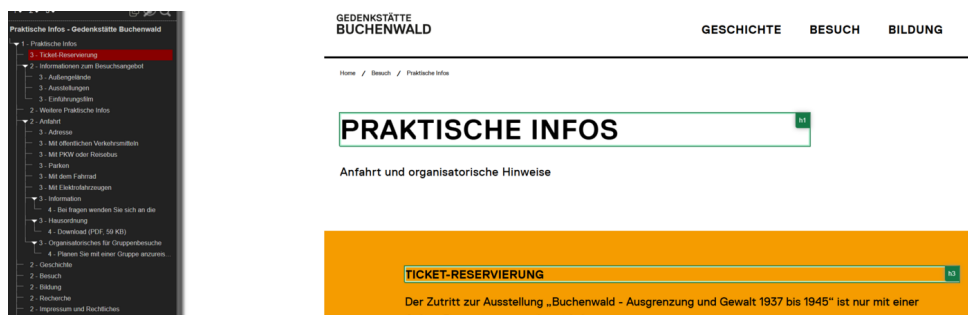 Praktische Infos - Gedenkstätte Buchenwald
1 - Praktische Infos
3 - Ticket-Reservierung
2 - Informationen zum Besuchsangebot
3 - Außengelände
3 - Ausstellungen
3 - Einführungsfilm
2 - Weitere Praktische Infos
2 - Anfahrt
3 - Adresse
3 - Mit öffentlichen Verkehrsmitteln
3 - Mit PKW oder Reisebus
3 - Parken
3 - Mit dem Fahrrad
3 - Mit Elektrofahrzeugen
3 - Information
4 - Bei fragen wenden Sie sich an die
3 - Hausordnung
4 - Download (PDF, 59 KB)
3 - Organisatorisches für Gruppenbesuche
4 - Planen Sie mit einer Gruppe anzureis...
2 - Geschichte
2 - Besuch
2 - Bildung
2 - Recherche
2 - Impressum und Rechtliches
GEDENKSTÄTTE
BUCHENWALD
GESCHICHTE BESUCH BILDUNG
Home / Besuch / Praktische Infos
PRAKTISCHE INFOS
h1
Anfahrt und organisatorische Hinweise
TICKET-RESERVIERUNG
h3
Der Zutritt zur Ausstellung „Buchenwald - Ausgrenzung und Gewalt 1937 bis 1945“ ist nur mit einer